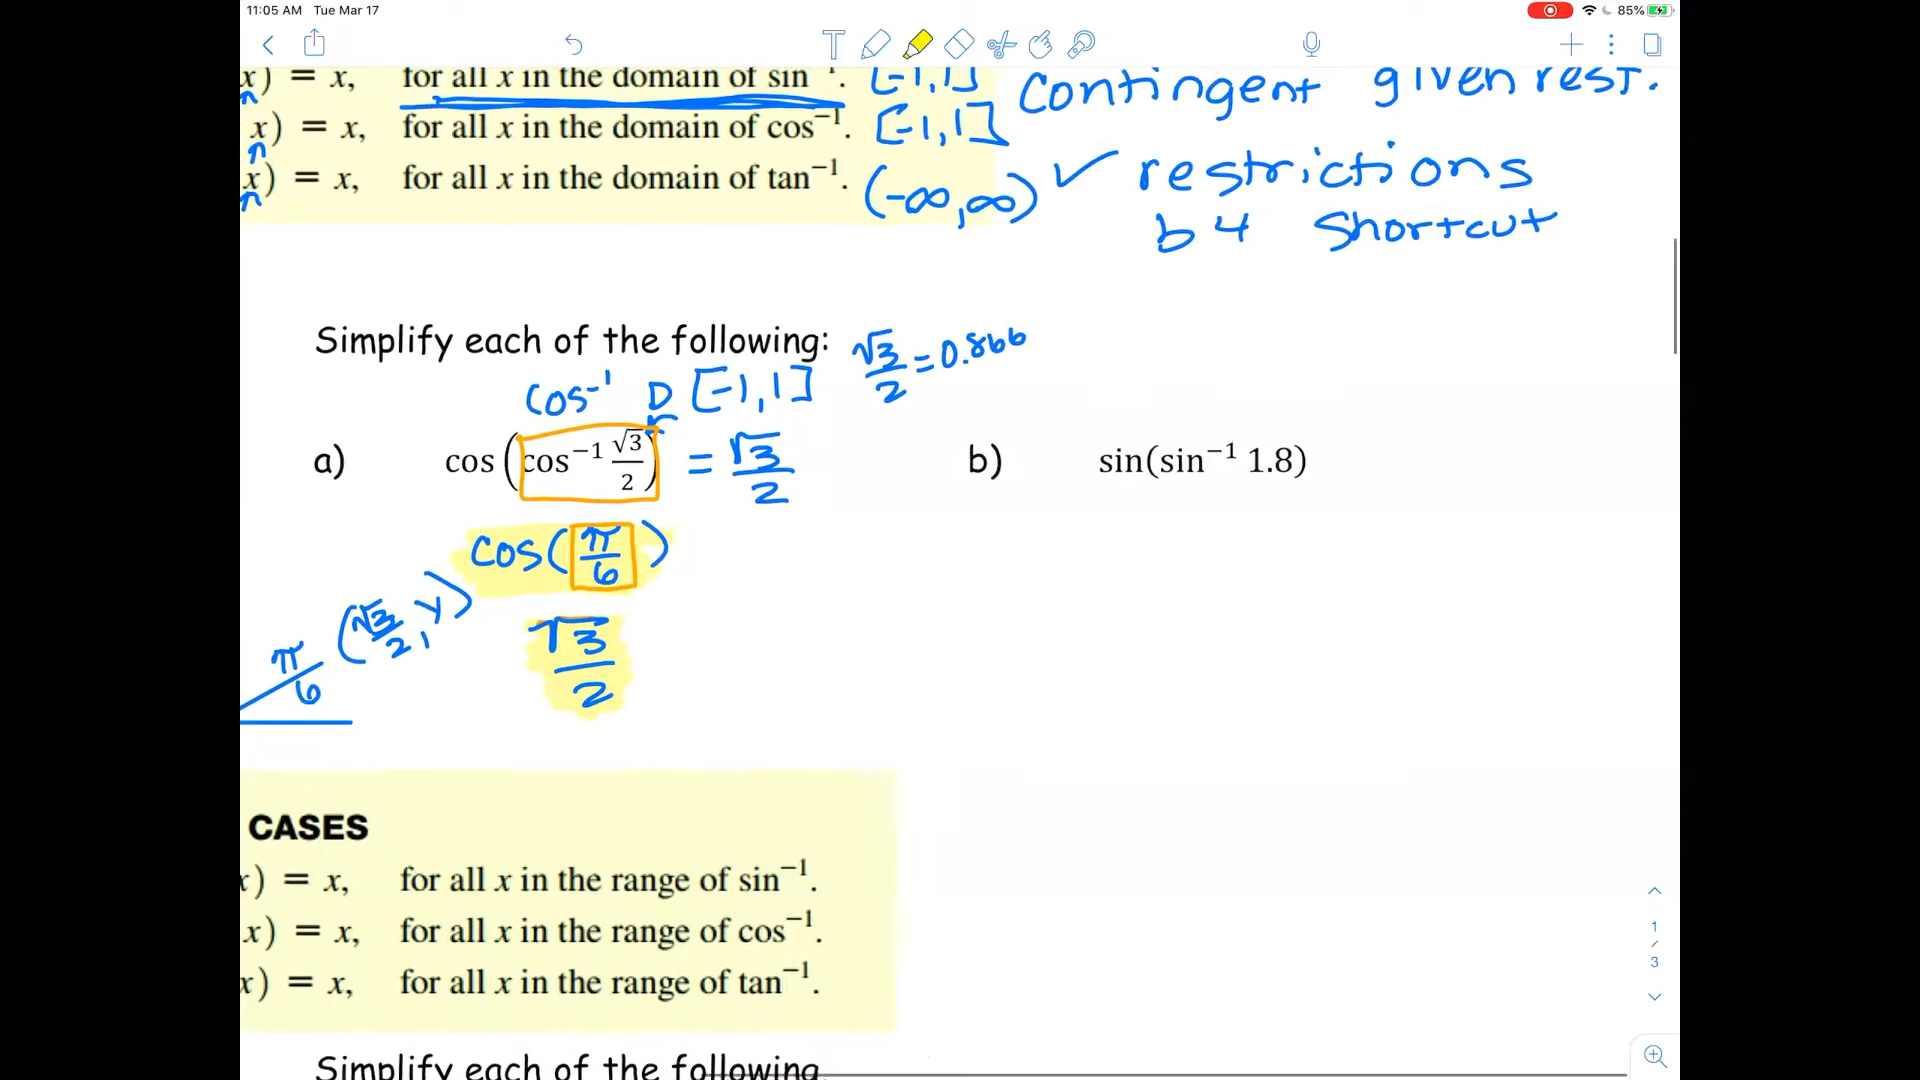 11:05 AM Tue Mar 17
85%
x) = x, for all x in the domain of sin⁻¹. [-1,1] contingent given rest.
x) = x, for all x in the domain of cos⁻¹. [-1,1]
x) = x, for all x in the domain of tan⁻¹. (-∞,∞) ✓ restrictions
b4 shortcut
Simplify each of the following: √3/2 = 0.866
cos⁻¹ D [-1,1]
a) cos(cos⁻¹ √3/2) = √3/2
b) sin(sin⁻¹ 1.8)
cos(π/6)
π/6 (√3/2, y)
√3/2
CASES
x) = x, for all x in the range of sin⁻¹.
x) = x, for all x in the range of cos⁻¹.
x) = x, for all x in the range of tan⁻¹.
1
/
3
Simplify each of the following